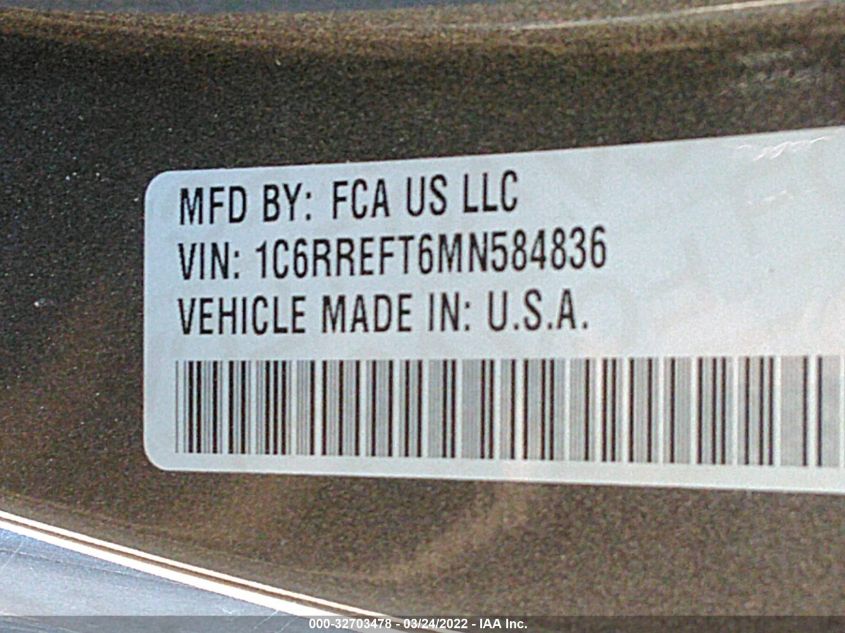 MFD BY: FCA US LLC
VIN: 1C6RREFT6MN584836
VEHICLE MADE IN: U.S.A.
000-32703478 - 03/24/2022 - IAA Inc.